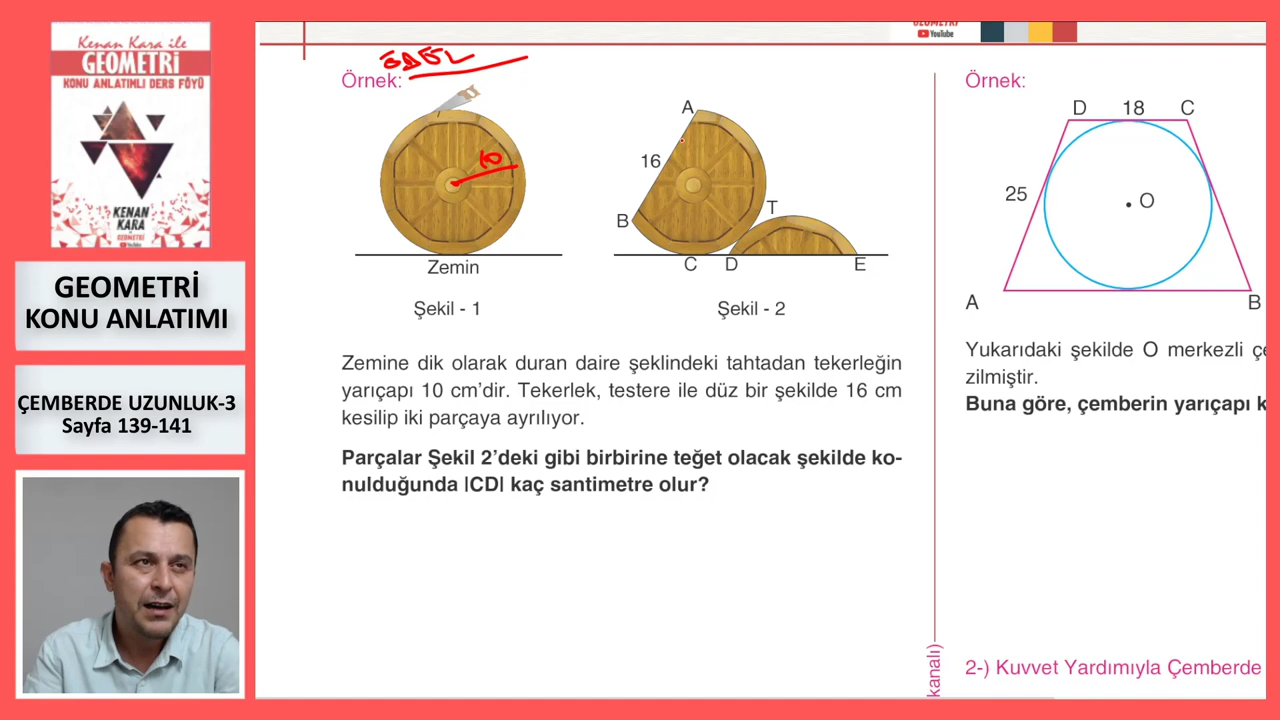 Kenan Kara ile
GEOMETRİ
KONU ANLATIMLI DERS FÖYÜ
KENAN
KARA
GEOMETRİ KONU ANLATIMI
ÇEMBERDE UZUNLUK-3
Sayfa 139-141
YouTube
ÖDEV
Örnek:
10
Zemin
Şekil - 1
A
16
B
T
C
D
E
Şekil - 2
Zemine dik olarak duran daire şeklindeki tahtadan tekerleğin
yarıçapı 10 cm’dir. Tekerlek, testere ile düz bir şekilde 16 cm
kesilip iki parçaya ayrılıyor.
Parçalar Şekil 2’deki gibi birbirine teğet olacak şekilde ko-
nulduğunda |CD| kaç santimetre olur?
kanalı)
Örnek:
D
18
C
25
O
A
B
Yukarıdaki şekilde O merkezli çe
zilmiştir.
Buna göre, çemberin yarıçapı k
2-) Kuvvet Yardımıyla Çemberde